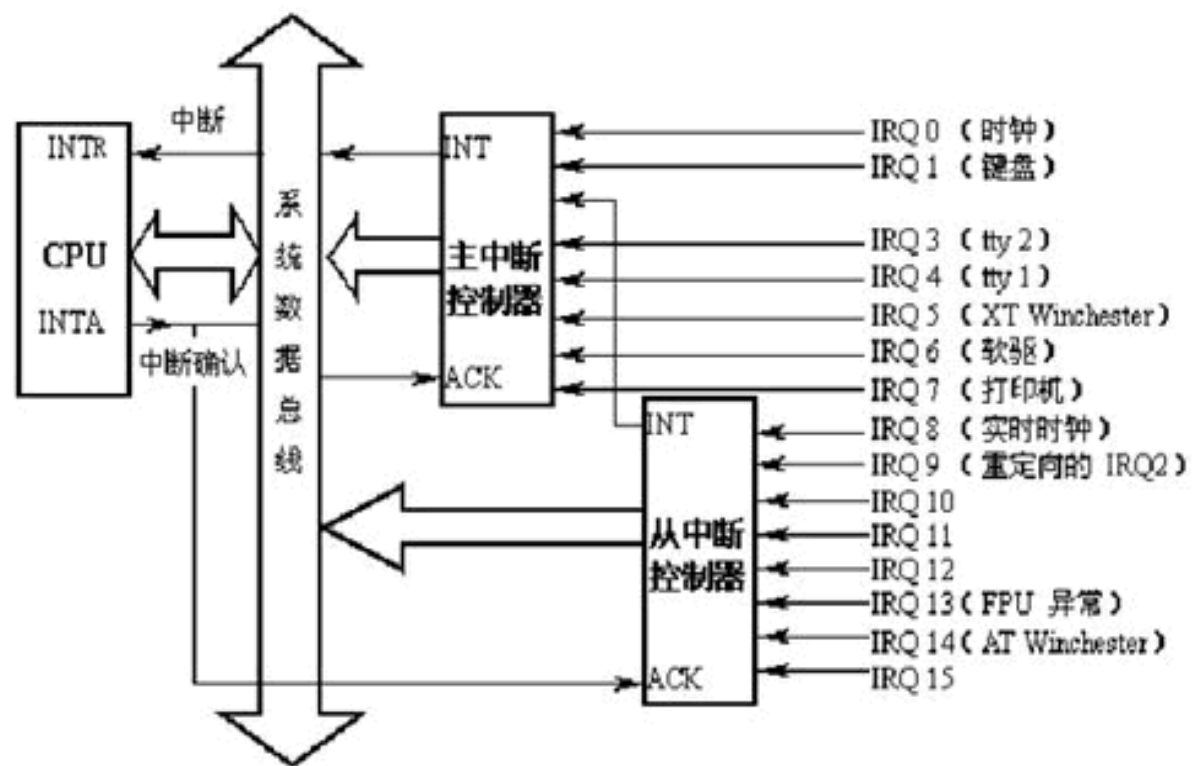 中断
INTR
CPU
INTA
中断确认
系统数据总线
INT
主中断
控制器
ACK
INT
从中断
控制器
ACK
IRQ 0 (时钟)
IRQ 1 (键盘)
IRQ 3 (tty 2)
IRQ 4 (tty 1)
IRQ 5 (XT Winchester)
IRQ 6 (软驱)
IRQ 7 (打印机)
IRQ 8 (实时时钟)
IRQ 9 (重定向的 IRQ2)
IRQ 10
IRQ 11
IRQ 12
IRQ 13 (FPU 异常)
IRQ 14 (AT Winchester)
IRQ 15